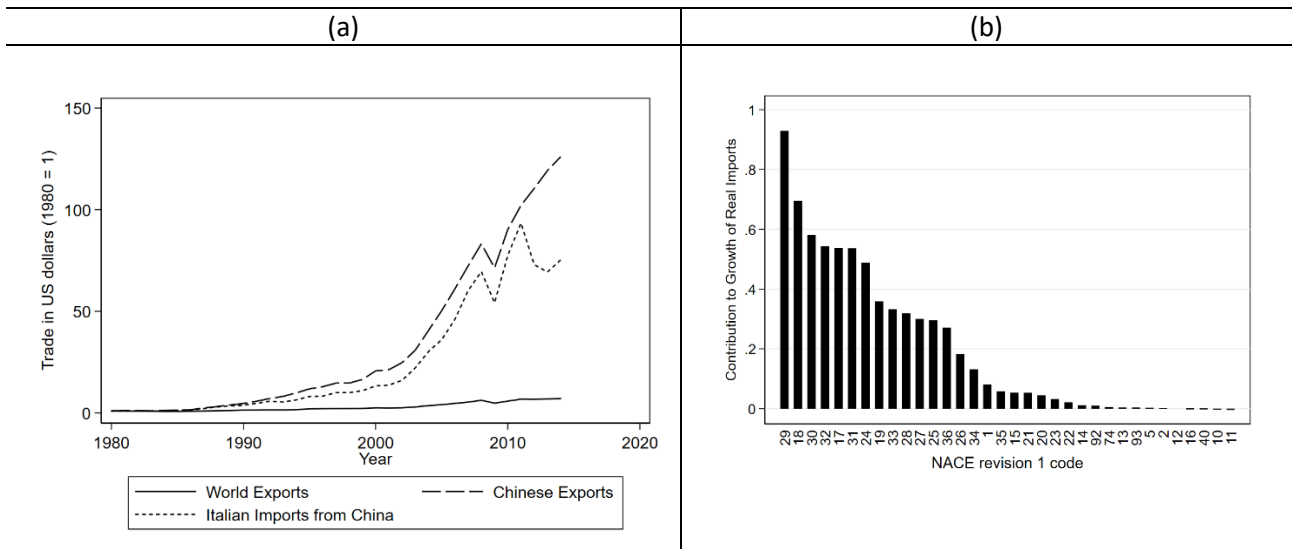 (a)
(b)
Trade in US dollars (1980 = 1)
150
100
50
0
1980
1990
2000
2010
2020
Year
World Exports
Chinese Exports
Italian Imports from China
Contribution to Growth of Real Imports
1
.8
.6
.4
.2
0
29 18 30 32 17 31 24 19 33 28 27 25 36 26 34 1 35 15 21 20 23 22 14 92 74 13 93 5 2 12 16 40 10 11
NACE revision 1 code